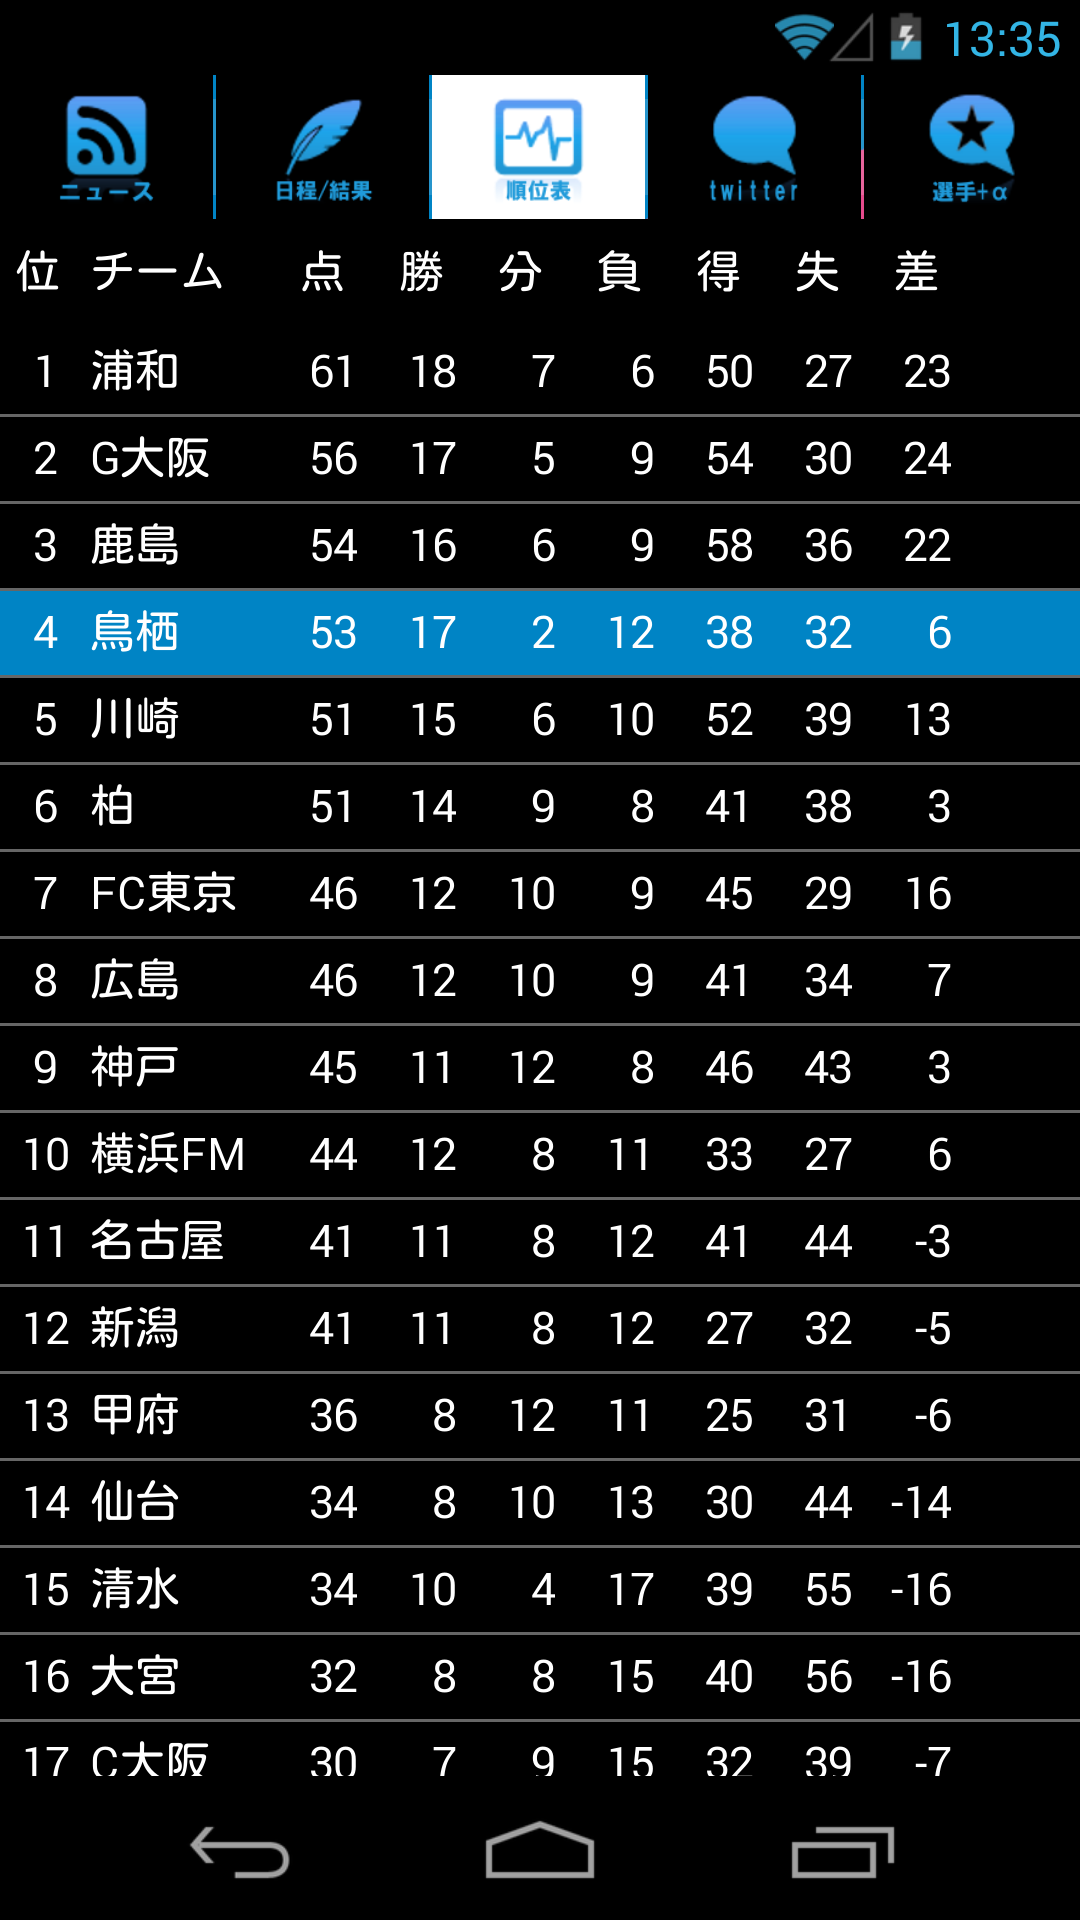 13:35
ニュース 日程/結果 順位表 twitter 選手+α
位 チーム 点 勝 分 負 得 失 差
1 浦和 61 18 7 6 50 27 23
2 G大阪 56 17 5 9 54 30 24
3 鹿島 54 16 6 9 58 36 22
4 鳥栖 53 17 2 12 38 32 6
5 川崎 51 15 6 10 52 39 13
6 柏 51 14 9 8 41 38 3
7 FC東京 46 12 10 9 45 29 16
8 広島 46 12 10 9 41 34 7
9 神戸 45 11 12 8 46 43 3
10 横浜FM 44 12 8 11 33 27 6
11 名古屋 41 11 8 12 41 44 -3
12 新潟 41 11 8 12 27 32 -5
13 甲府 36 8 12 11 25 31 -6
14 仙台 34 8 10 13 30 44 -14
15 清水 34 10 4 17 39 55 -16
16 大宮 32 8 8 15 40 56 -16
17 C大阪 30 7 9 15 32 39 -7